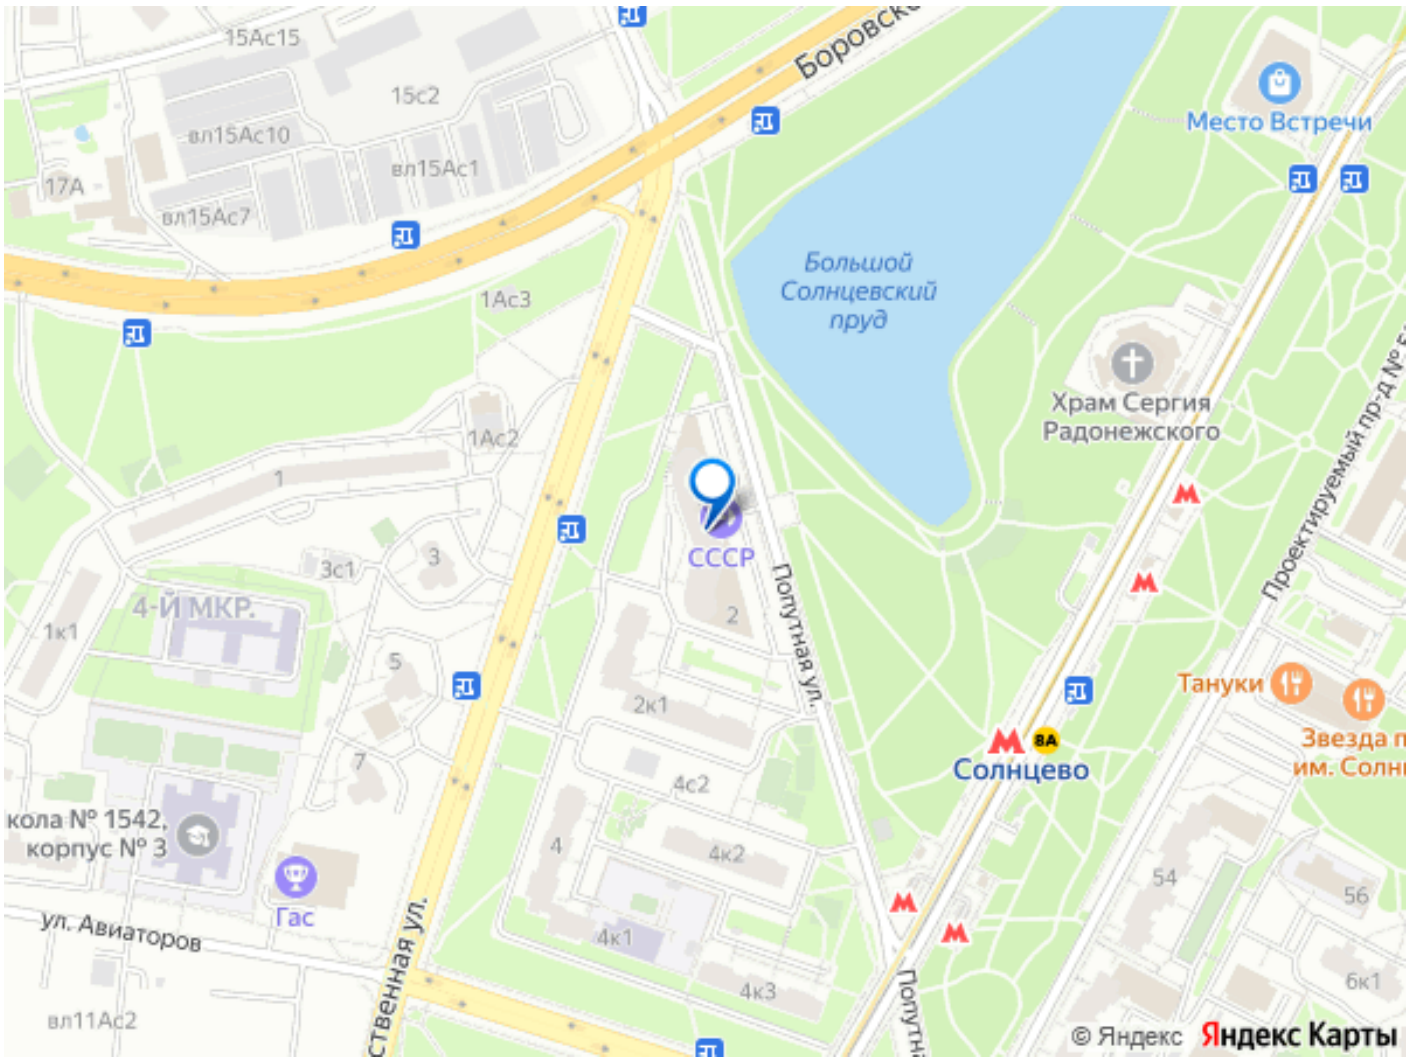 15Ас15
Боровско
15с2
вл15Ас10
вл15Ас1
17А
вл15Ас7
Место Встречи
Большой
Солнцевский
пруд
1Ас3
Храм Сергия
Радонежского
Проектируемый пр-д №
1Ас2
1
СССР
3с1
3
4-Й МКР.
1к1
2
Попутная ул.
5
2к1
7
Тануки
Звезда п
им. Солн
8А
Солнцево
4с2
кола № 1542,
корпус № 3
4
4к2
54
56
Гас
ул. Авиаторов
ственная ул.
4к1
4к3
Попутна
6к1
вл11Ас2
© Яндекс Яндекс Карты